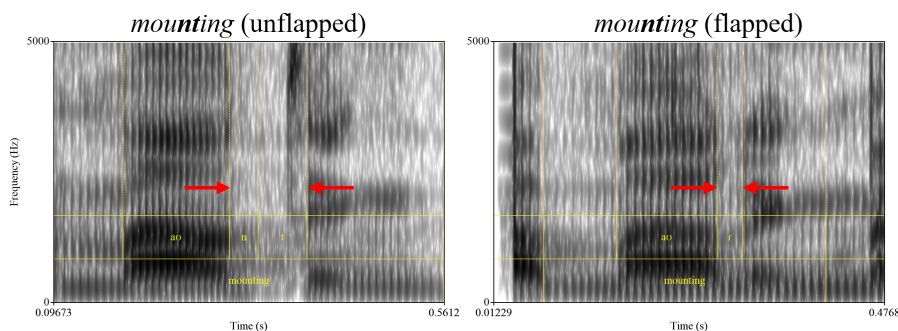 mounting (unflapped)
5000
Frequency (Hz)
0
ao
n
t
mounting
0.09673
0.5612
Time (s)
mounting (flapped)
5000
0
ao
ɾ
mounting
0.01229
0.4768
Time (s)